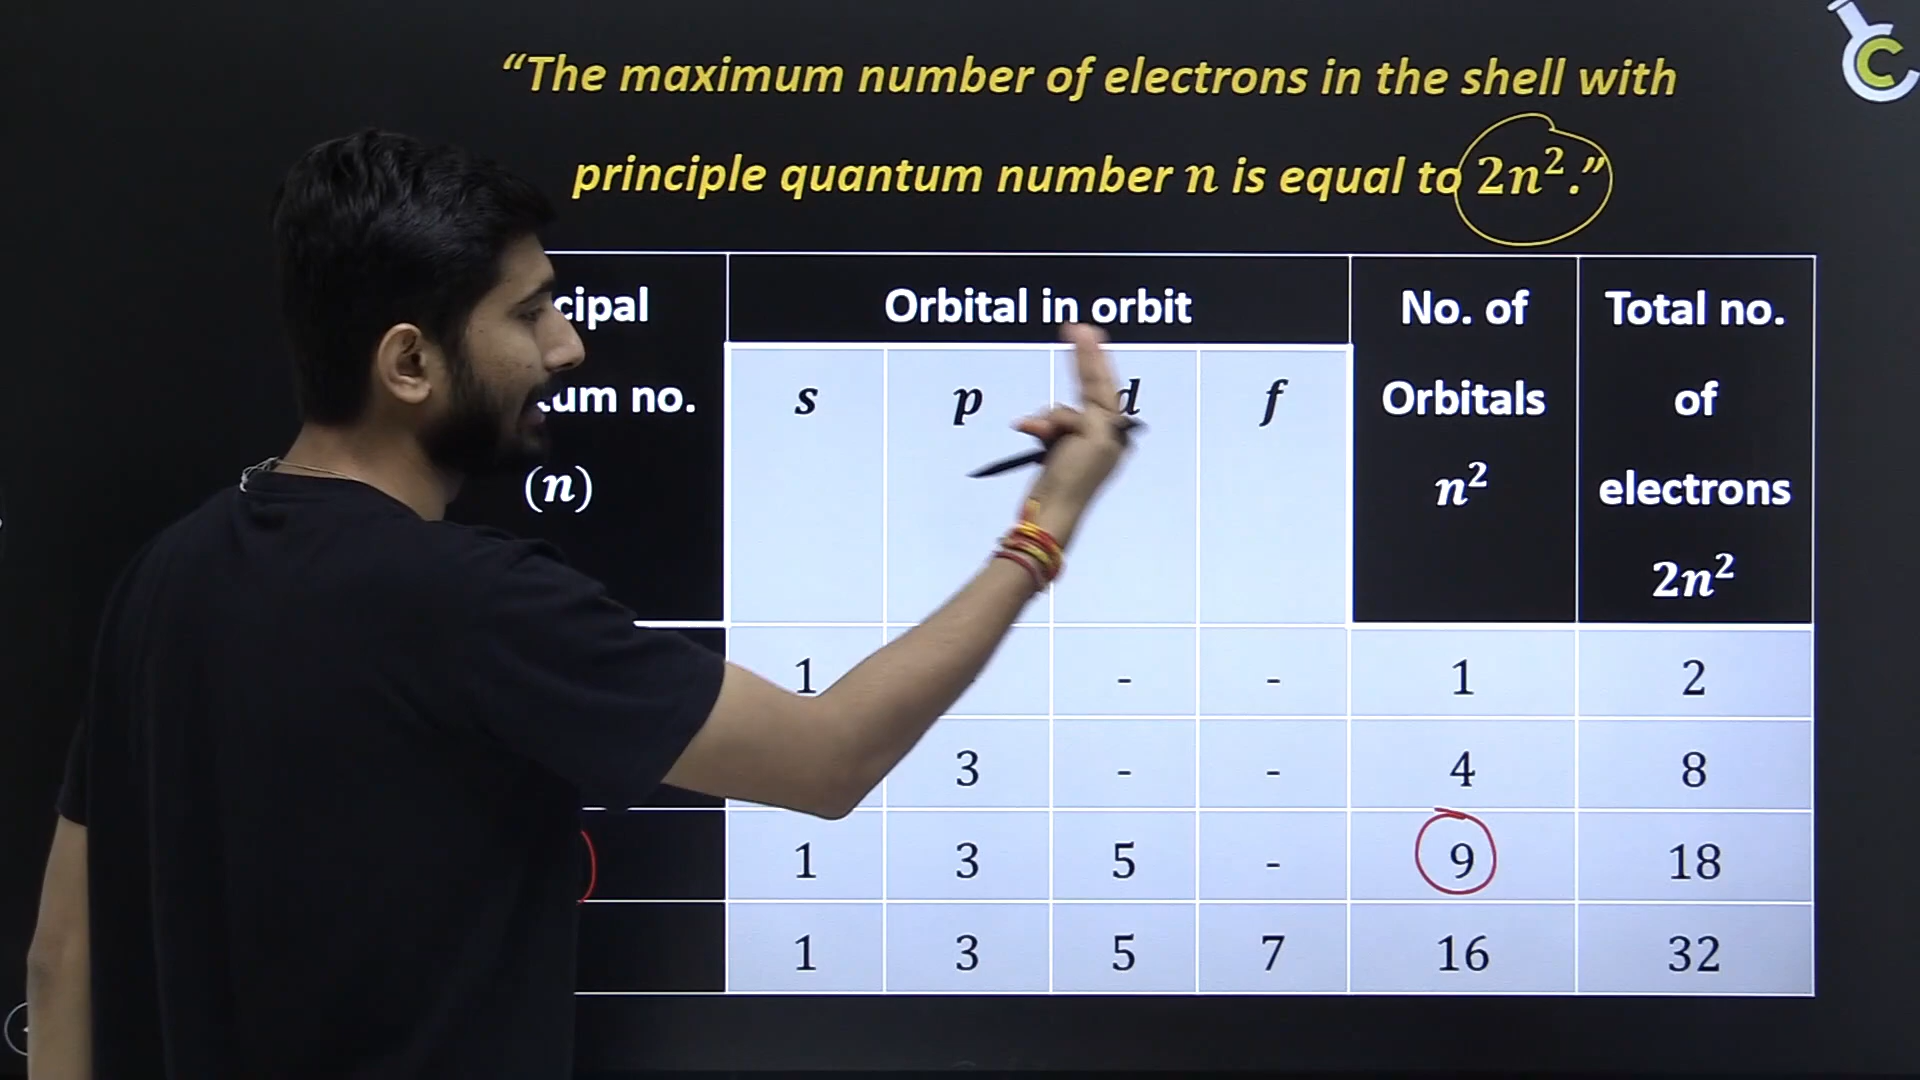 “The maximum number of electrons in the shell with
principle quantum number n is equal to 2n².”
cipal
tum no.
(n)
Orbital in orbit
s p d f
No. of
Orbitals
n²
Total no.
of
electrons
2n²
1 - - 1 2
3 - - 4 8
1 3 5 - 9 18
1 3 5 7 16 32
C